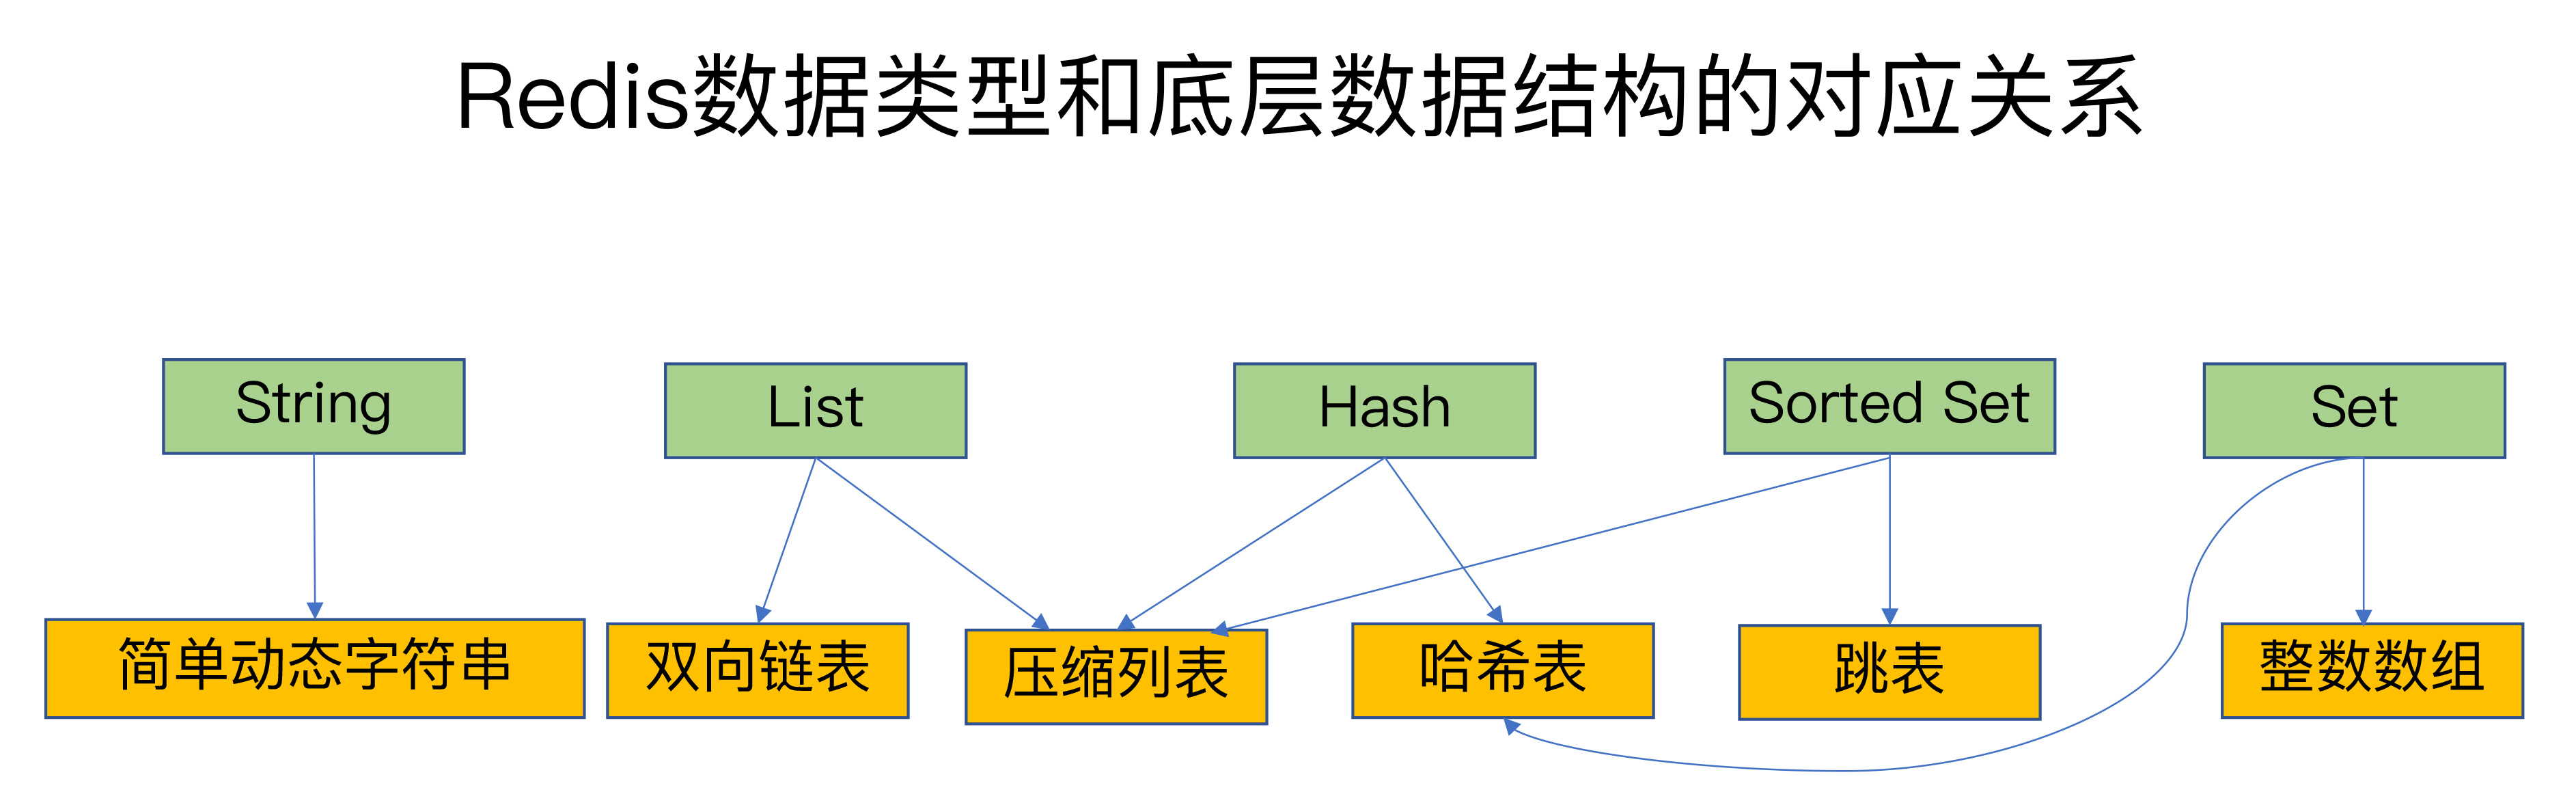 Redis数据类型和底层数据结构的对应关系
String
List
Hash
Sorted Set
Set
简单动态字符串
双向链表
压缩列表
哈希表
跳表
整数数组